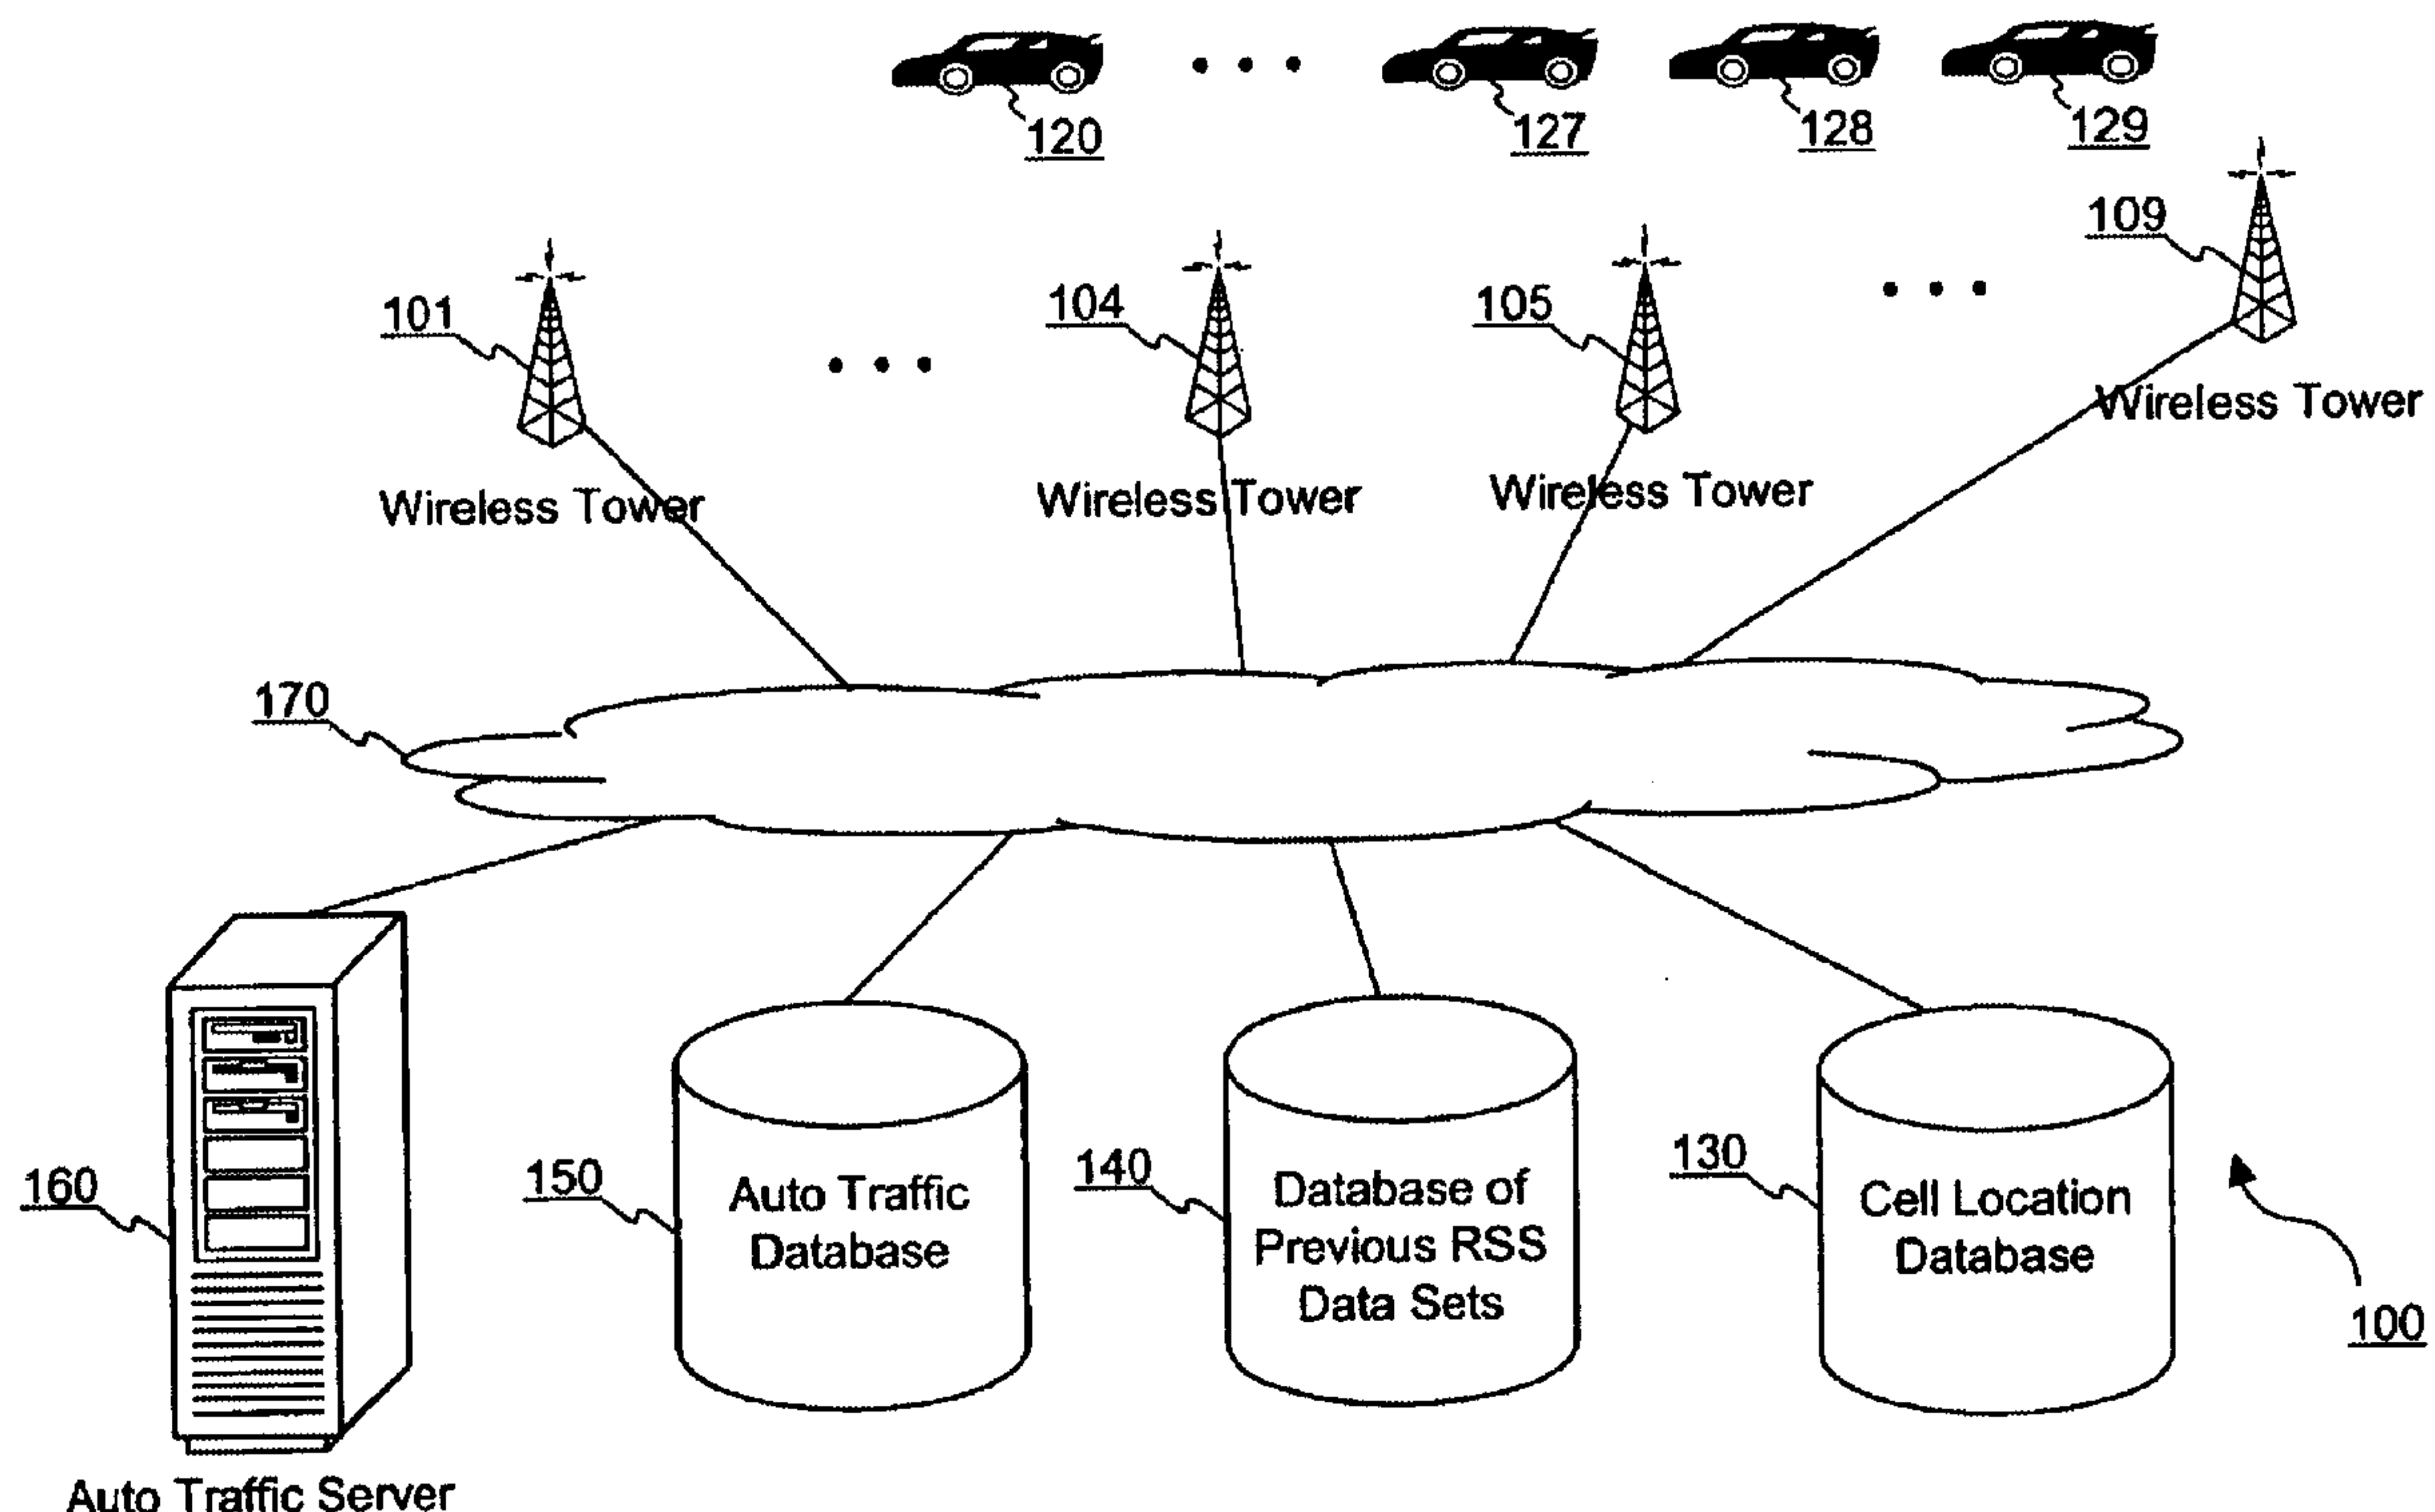 120
127
128
129
109
101
104
105
Wireless Tower
Wireless Tower
Wireless Tower
Wireless Tower
170
160
150
Auto Traffic
Database
140
Database of
Previous RSS
Data Sets
130
Cell Location
Database
100
Auto Traffic Server